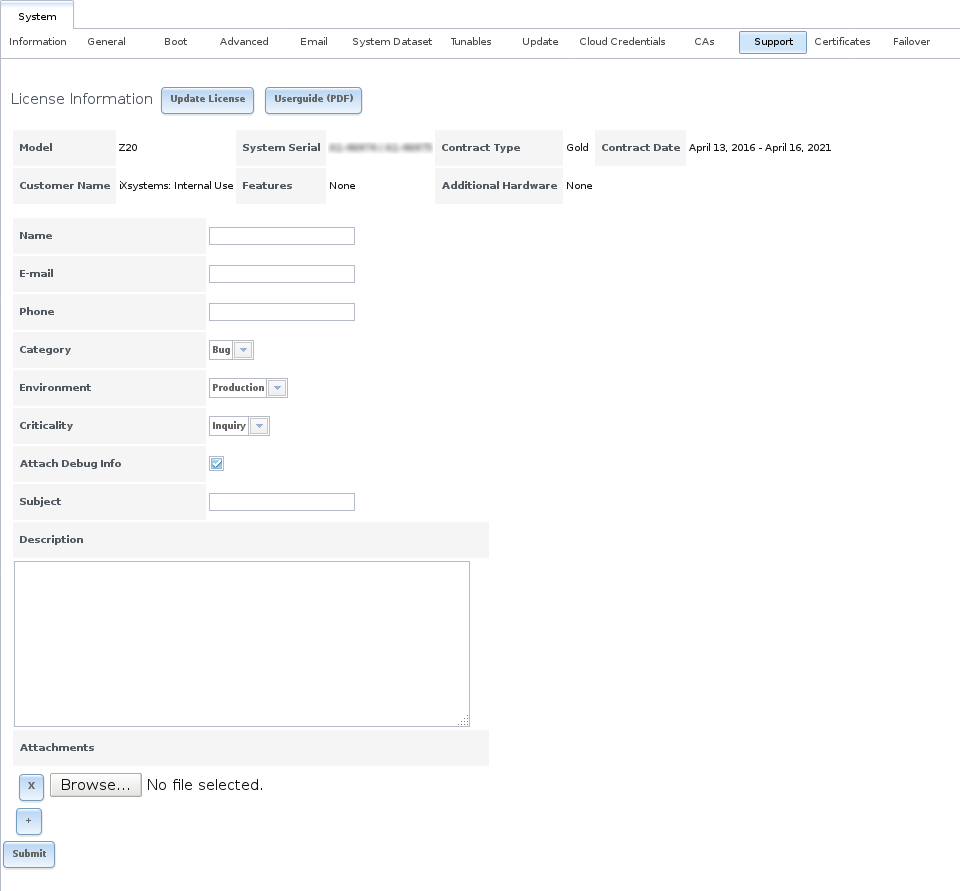 System
Information General Boot Advanced Email System Dataset Tunables Update Cloud Credentials CAs Support Certificates Failover
License Information Update License Userguide (PDF)
Model Z20 System Serial Contract Type Gold Contract Date April 13, 2016 - April 16, 2021
Customer Name iXsystems: Internal Use Features None Additional Hardware None
Name
E-mail
Phone
Category Bug
Environment Production
Criticality Inquiry
Attach Debug Info
Subject
Description
Attachments
X Browse... No file selected.
+
Submit